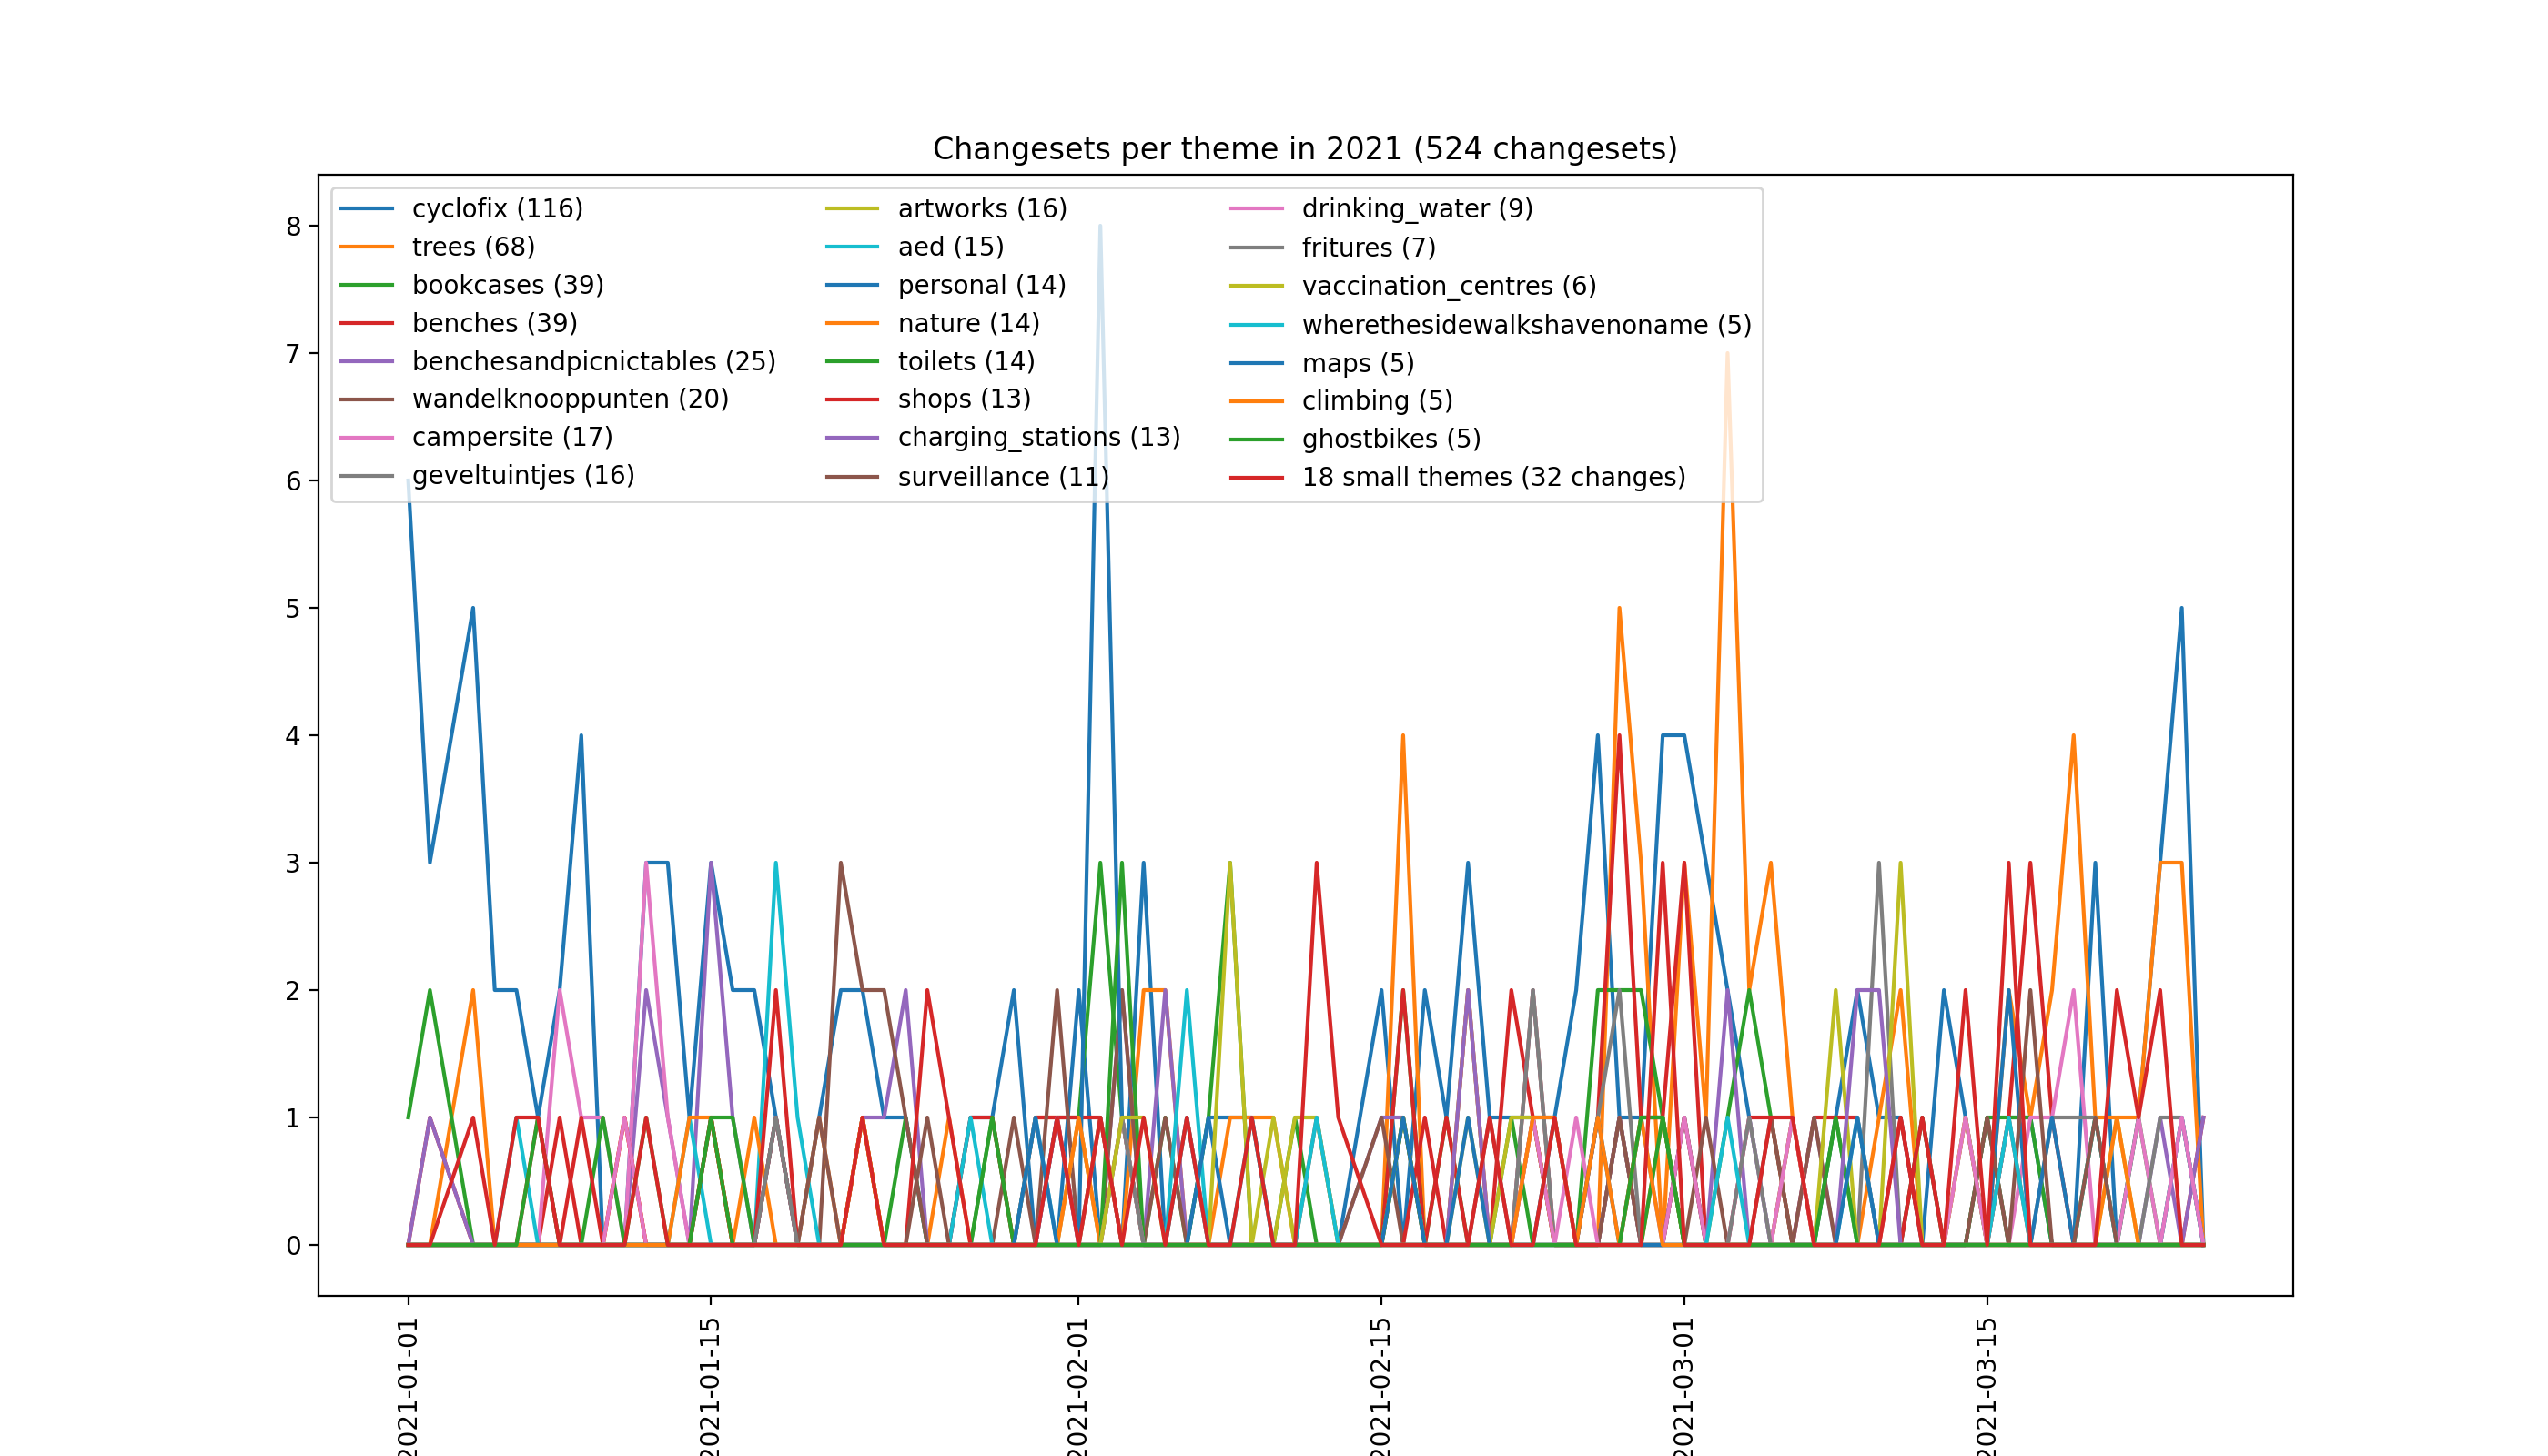 Changesets per theme in 2021 (524 changesets)
cyclofix (116)
trees (68)
bookcases (39)
benches (39)
benchesandpicnictables (25)
wandelknooppunten (20)
campersite (17)
geveltuintjes (16)
artworks (16)
aed (15)
personal (14)
nature (14)
toilets (14)
shops (13)
charging_stations (13)
surveillance (11)
drinking_water (9)
fritures (7)
vaccination_centres (6)
wherethesidewalkshavenoname (5)
maps (5)
climbing (5)
ghostbikes (5)
18 small themes (32 changes)
8
7
6
5
4
3
2
1
0
2021-01-01
2021-01-15
2021-02-01
2021-02-15
2021-03-01
2021-03-15